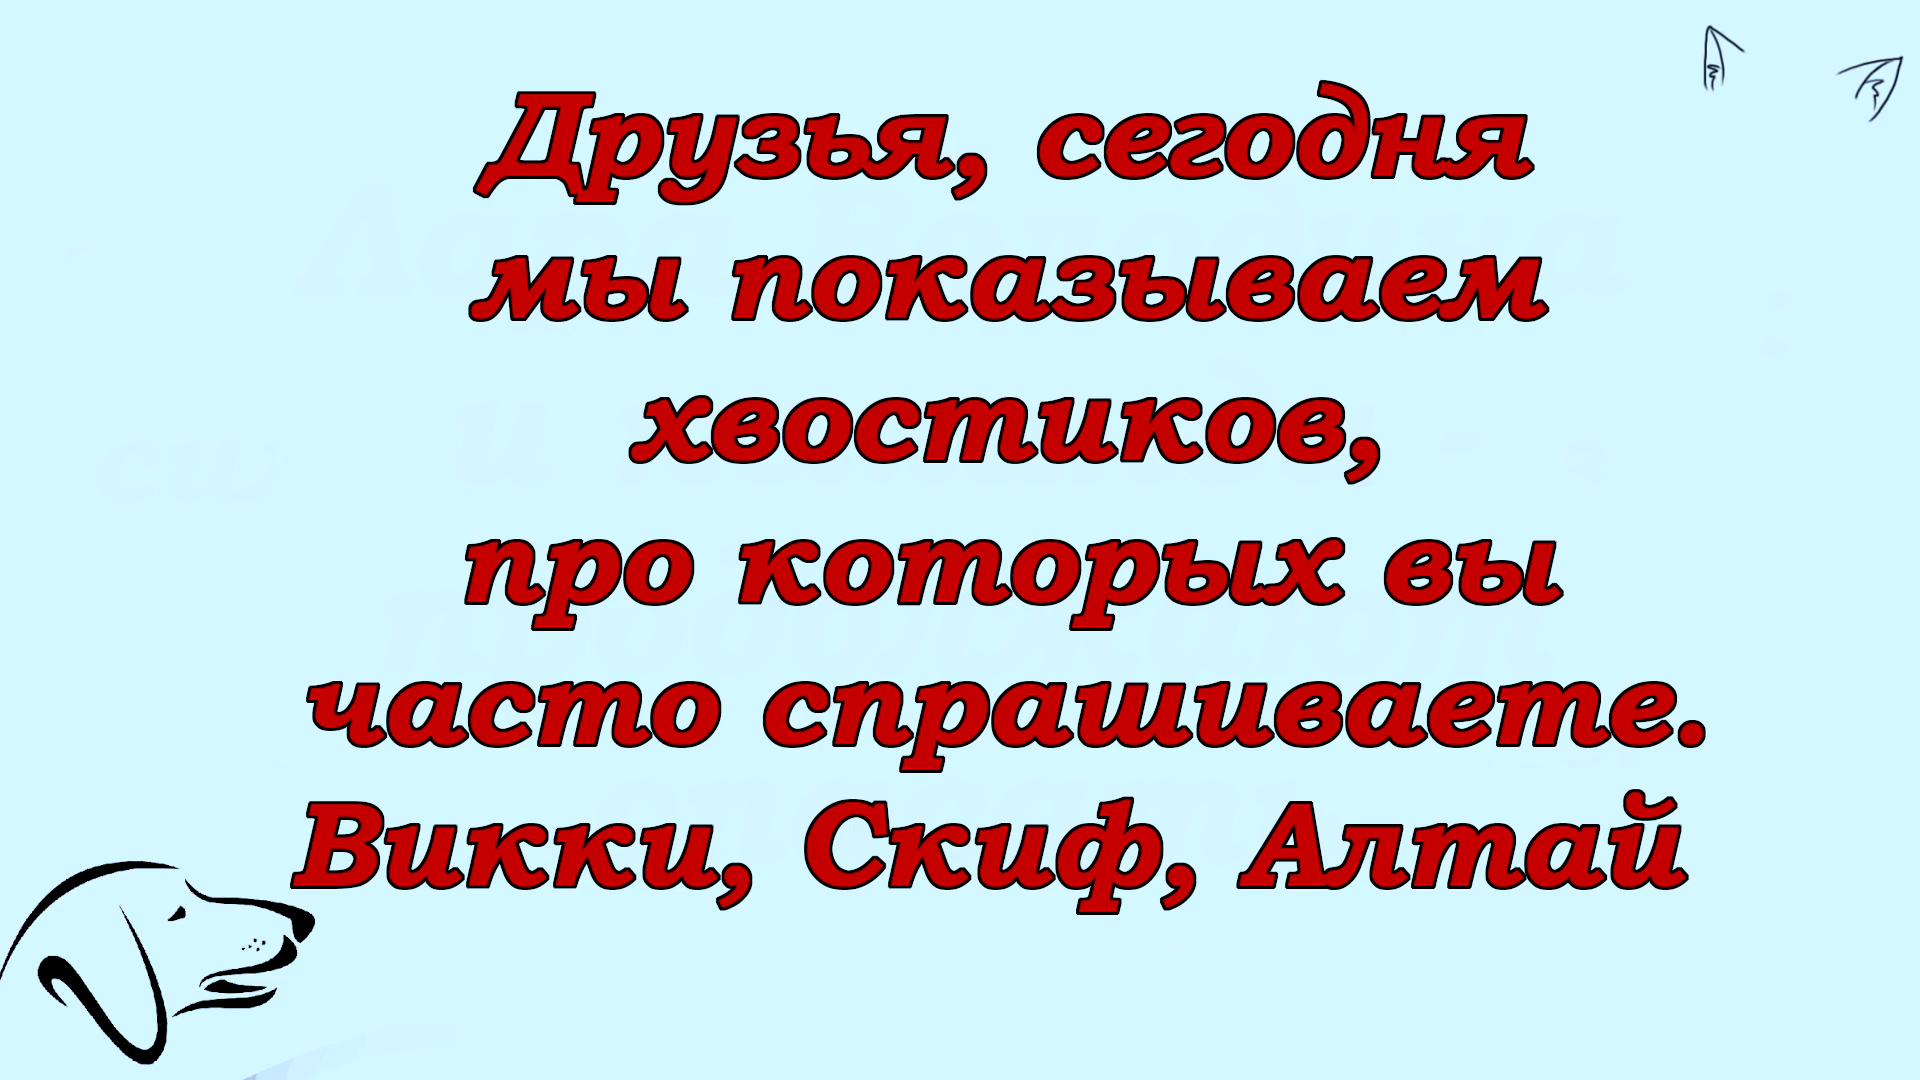 Друзья, сегодня
мы показываем
хвостиков,
про которых вы
часто спрашиваете.
Викки, Скиф, Алтай